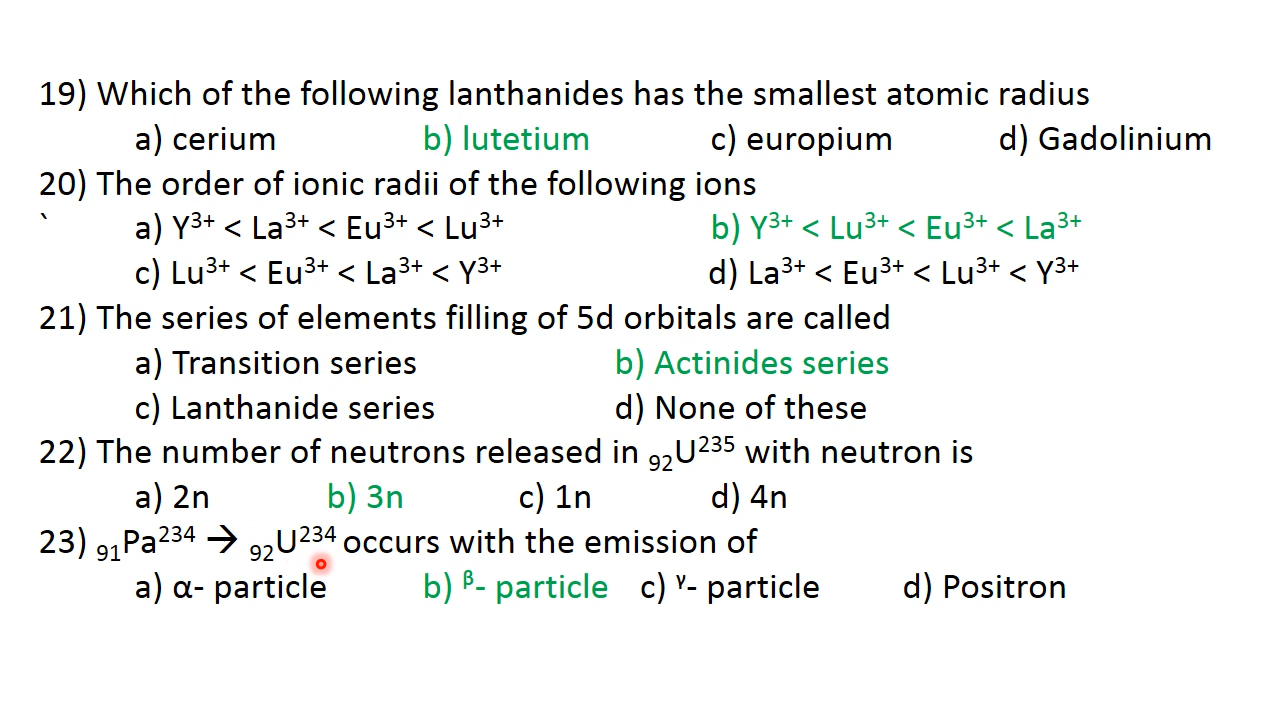 19) Which of the following lanthanides has the smallest atomic radius
a) cerium b) lutetium c) europium d) Gadolinium
20) The order of ionic radii of the following ions
` a) Y³⁺ < La³⁺ < Eu³⁺ < Lu³⁺ b) Y³⁺ < Lu³⁺ < Eu³⁺ < La³⁺
c) Lu³⁺ < Eu³⁺ < La³⁺ < Y³⁺ d) La³⁺ < Eu³⁺ < Lu³⁺ < Y³⁺
21) The series of elements filling of 5d orbitals are called
a) Transition series b) Actinides series
c) Lanthanide series d) None of these
22) The number of neutrons released in ₉₂U²³⁵ with neutron is
a) 2n b) 3n c) 1n d) 4n
23) ₉₁Pa²³⁴ → ₉₂U²³⁴ occurs with the emission of
a) α- particle b) ᵝ- particle c) ᵞ- particle d) Positron